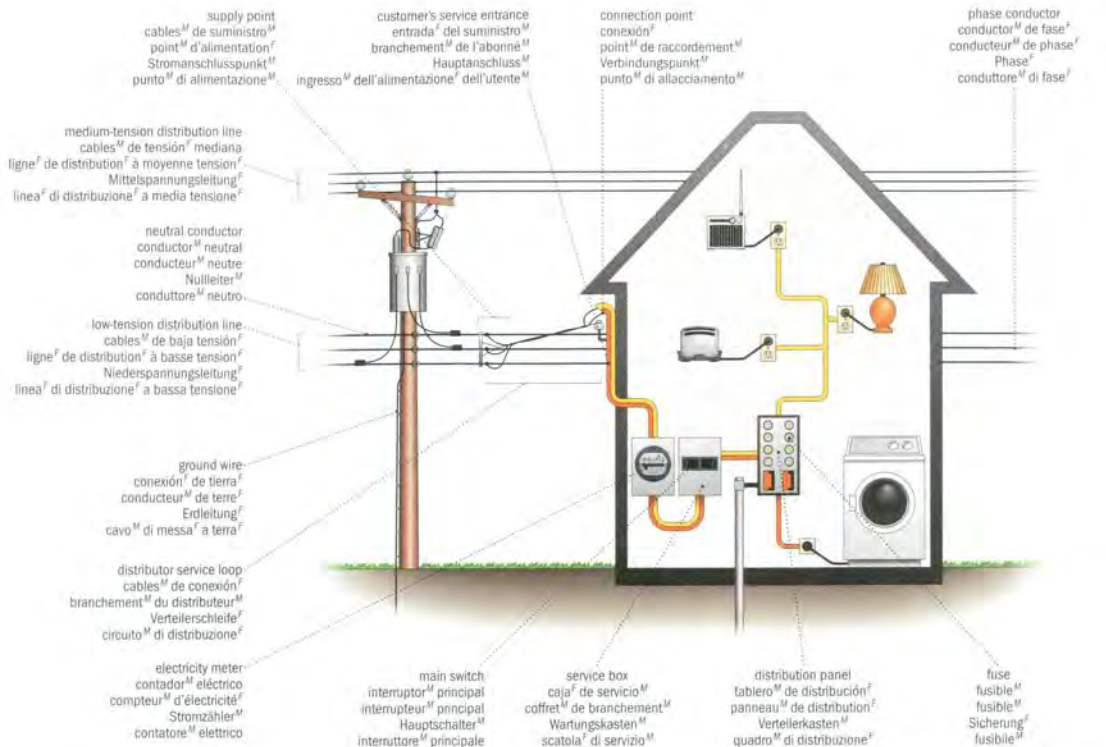 supply point
cables^M de suministro^M
point^M d'alimentation^F
Stromanschlusspunkt^M
punto^M di alimentazione^M
customer's service entrance
entrada^F del suministro^M
branchement^M de l'abonné^M
Hauptanschluss^M
ingresso^M dell'alimentazione^F dell'utente^M
connection point
conexión^F
point^M de raccordement^M
Verbindungspunkt^M
punto^M di allacciamento^M
phase conductor
conductor^M de fase^F
conducteur^M de phase^F
Phase^F
conduttore^M di fase^F
medium-tension distribution line
cables^M de tensión^F mediana
ligne^F de distribution^F à moyenne tension^F
Mittelspannungsleitung^F
linea^F di distribuzione^F a media tensione^F
neutral conductor
conductor^M neutral
conducteur^M neutre
Nullleiter^M
conduttore^M neutro
low-tension distribution line
cables^M de baja tensión^F
ligne^F de distribution^F à basse tension^F
Niederspannungsleitung^F
linea^F di distribuzione^F a bassa tensione^F
ground wire
conexión^F de tierra^F
conducteur^M de terre^F
Erdleitung^F
cavo^M di messa^F a terra^F
distributor service loop
cables^M de conexión^F
branchement^M du distributeur^M
Verteilerschleife^F
circuito^M di distribuzione^F
electricity meter
contador^M eléctrico
compteur^M d'électricité^F
Stromzähler^M
contatore^M elettrico
main switch
interruptor^M principal
interrupteur^M principal
Hauptschalter^M
interruttore^M principale
service box
caja^F de servicio^M
coffret^M de branchement^M
Wartungskasten^M
scatola^F di servizio^M
distribution panel
tablero^M de distribución^F
panneau^M de distribution^F
Verteilerkasten^M
quadro^M di distribuzione^F
fuse
fusible^M
fusible^M
Sicherung^F
fusibile^M